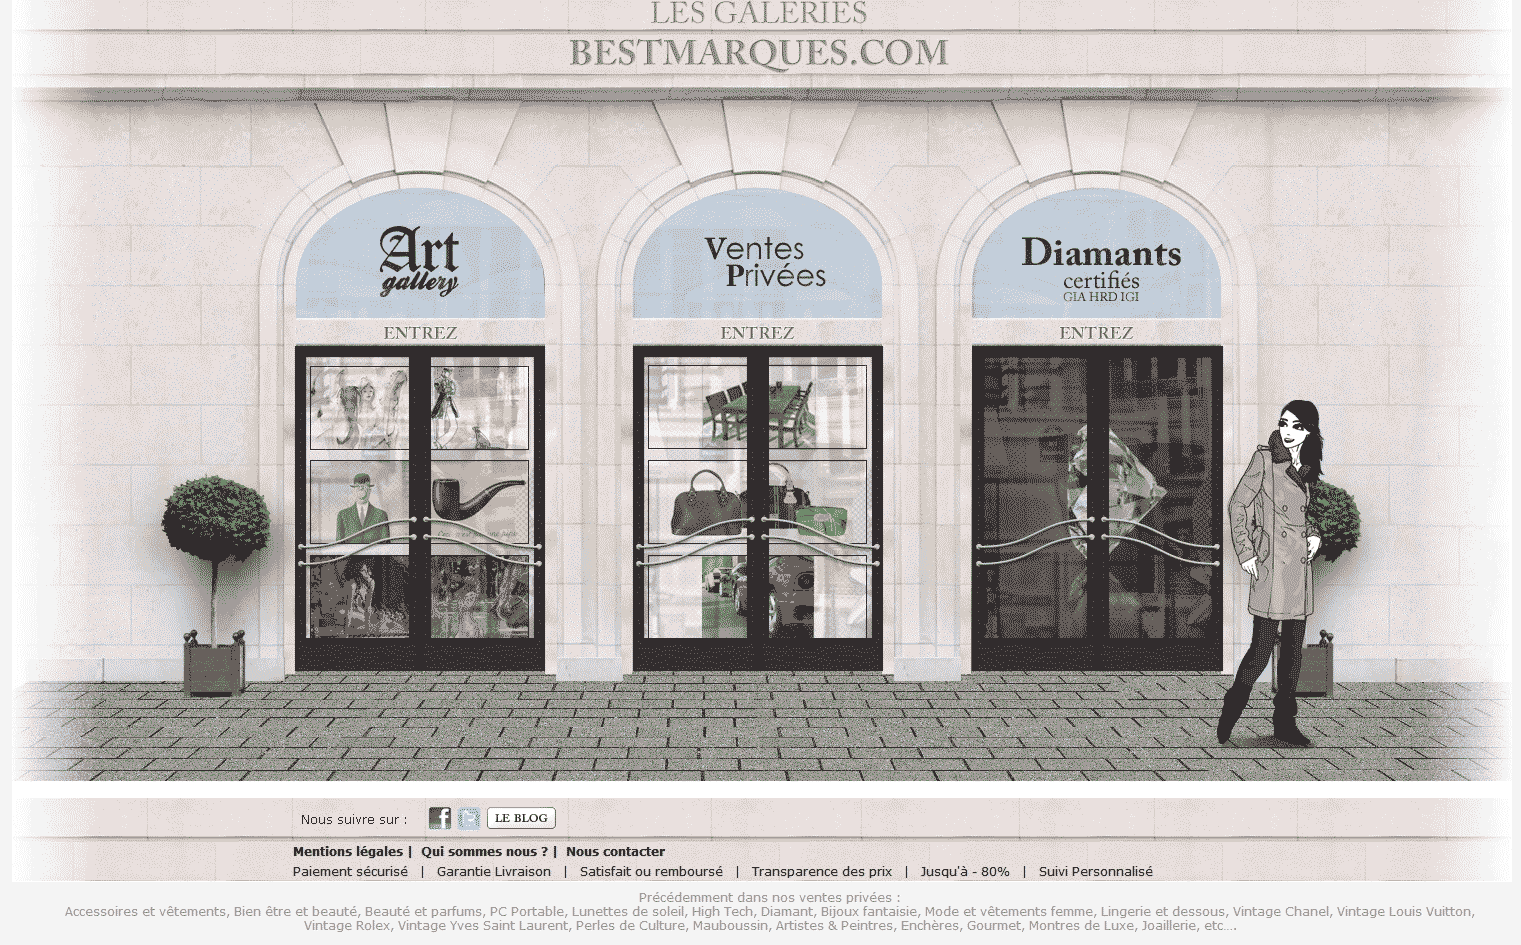 LES GALERIES
BESTMARQUES.COM
Art
gallery
Ventes
Privées
Diamants
certifiés
GIA HRD IGI
ENTREZ
ENTREZ
ENTREZ
Nous suivre sur :
LE BLOG
Mentions légales | Qui sommes nous ? | Nous contacter
Paiement sécurisé | Garantie Livraison | Satisfait ou remboursé | Transparence des prix | Jusqu'à - 80% | Suivi Personnalisé
Précédemment dans nos ventes privées :
Accessoires et vêtements, Bien être et beauté, Beauté et parfums, PC Portable, Lunettes de soleil, High Tech, Diamant, Bijoux fantaisie, Mode et vêtements femme, Lingerie et dessous, Vintage Chanel, Vintage Louis Vuitton,
Vintage Rolex, Vintage Yves Saint Laurent, Perles de Culture, Mauboussin, Artistes & Peintres, Enchères, Gourmet, Montres de Luxe, Joaillerie, etc....